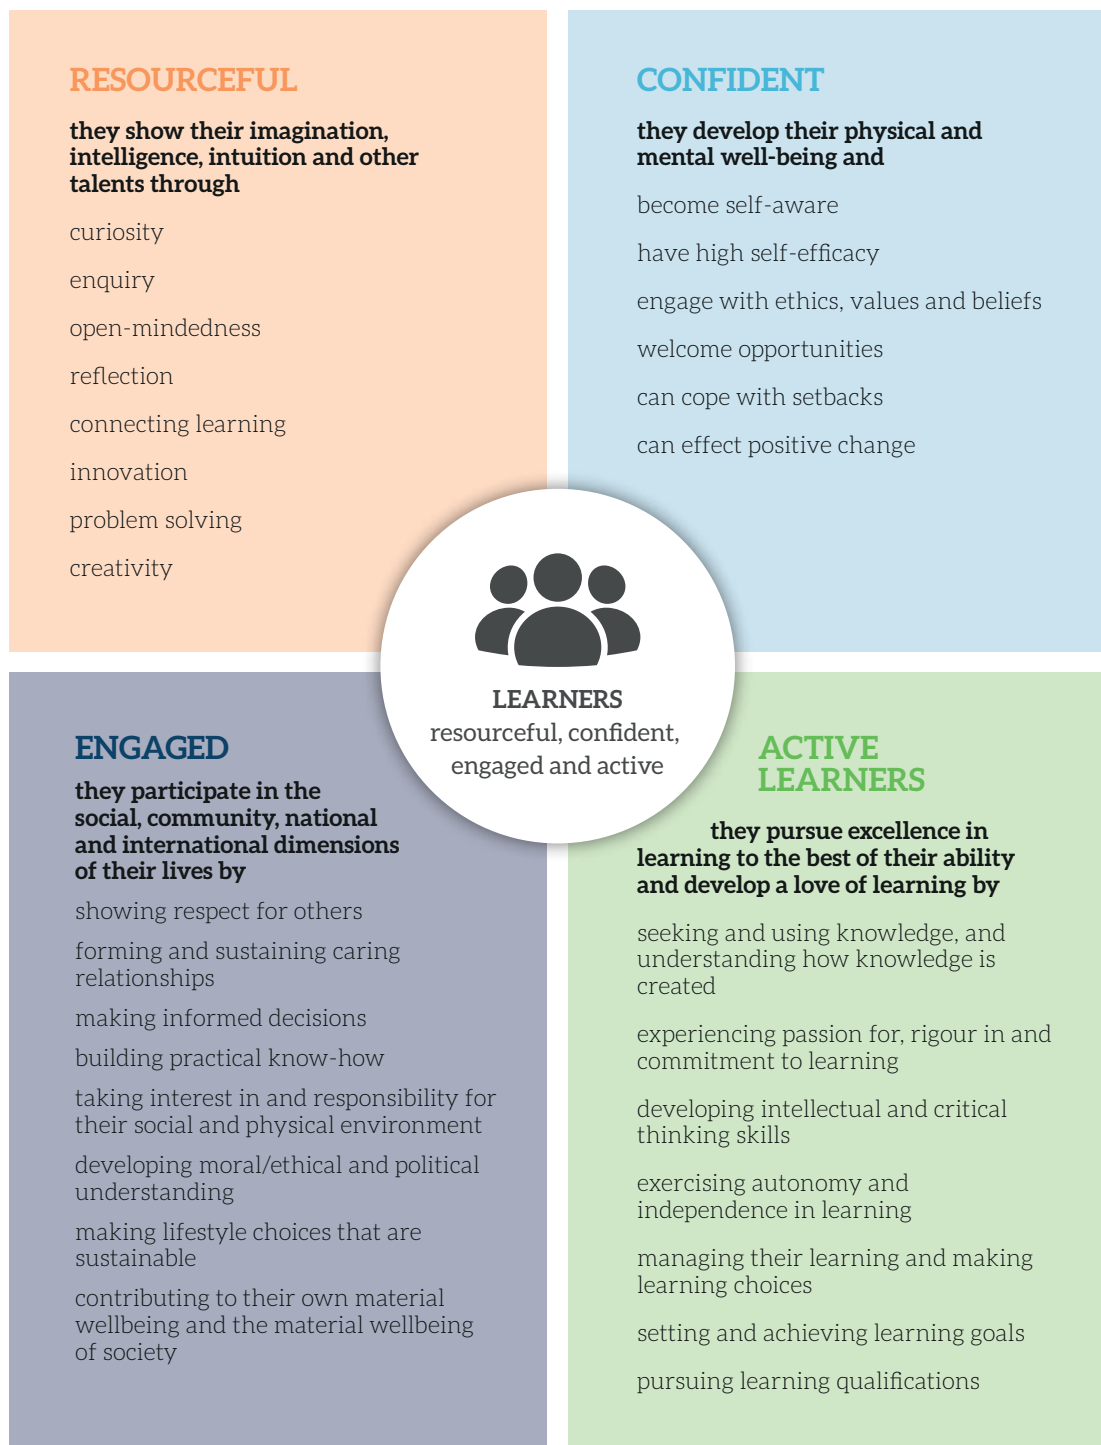 RESOURCEFUL
they show their imagination,
intelligence, intuition and other
talents through
curiosity
enquiry
open-mindedness
reflection
connecting learning
innovation
problem solving
creativity
CONFIDENT
they develop their physical and
mental well-being and
become self-aware
have high self-efficacy
engage with ethics, values and beliefs
welcome opportunities
can cope with setbacks
can effect positive change
LEARNERS
resourceful, confident,
engaged and active
ENGAGED
they participate in the
social, community, national
and international dimensions
of their lives by
showing respect for others
forming and sustaining caring
relationships
making informed decisions
building practical know-how
taking interest in and responsibility for
their social and physical environment
developing moral/ethical and political
understanding
making lifestyle choices that are
sustainable
contributing to their own material
wellbeing and the material wellbeing
of society
ACTIVE
LEARNERS
they pursue excellence in
learning to the best of their ability
and develop a love of learning by
seeking and using knowledge, and
understanding how knowledge is
created
experiencing passion for, rigour in and
commitment to learning
developing intellectual and critical
thinking skills
exercising autonomy and
independence in learning
managing their learning and making
learning choices
setting and achieving learning goals
pursuing learning qualifications